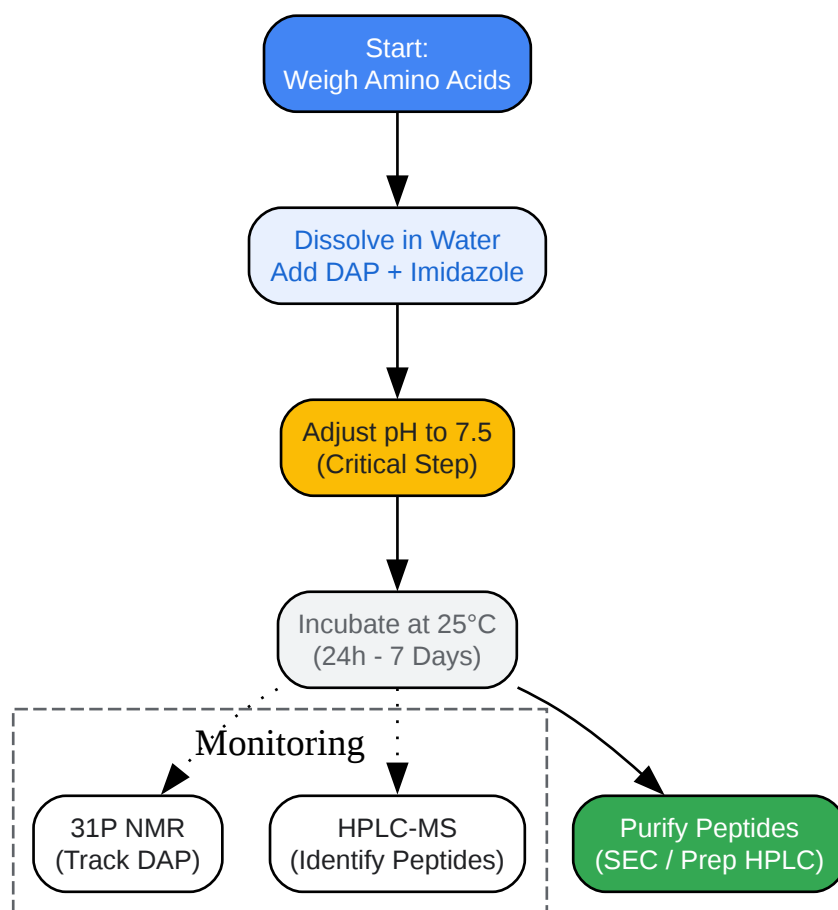 Start:
Weigh Amino Acids
Dissolve in Water
Add DAP + Imidazole
Adjust pH to 7.5
(Critical Step)
Incubate at 25°C
(24h - 7 Days)
Monitoring
31P NMR
(Track DAP)
HPLC-MS
(Identify Peptides)
Purify Peptides
(SEC / Prep HPLC)